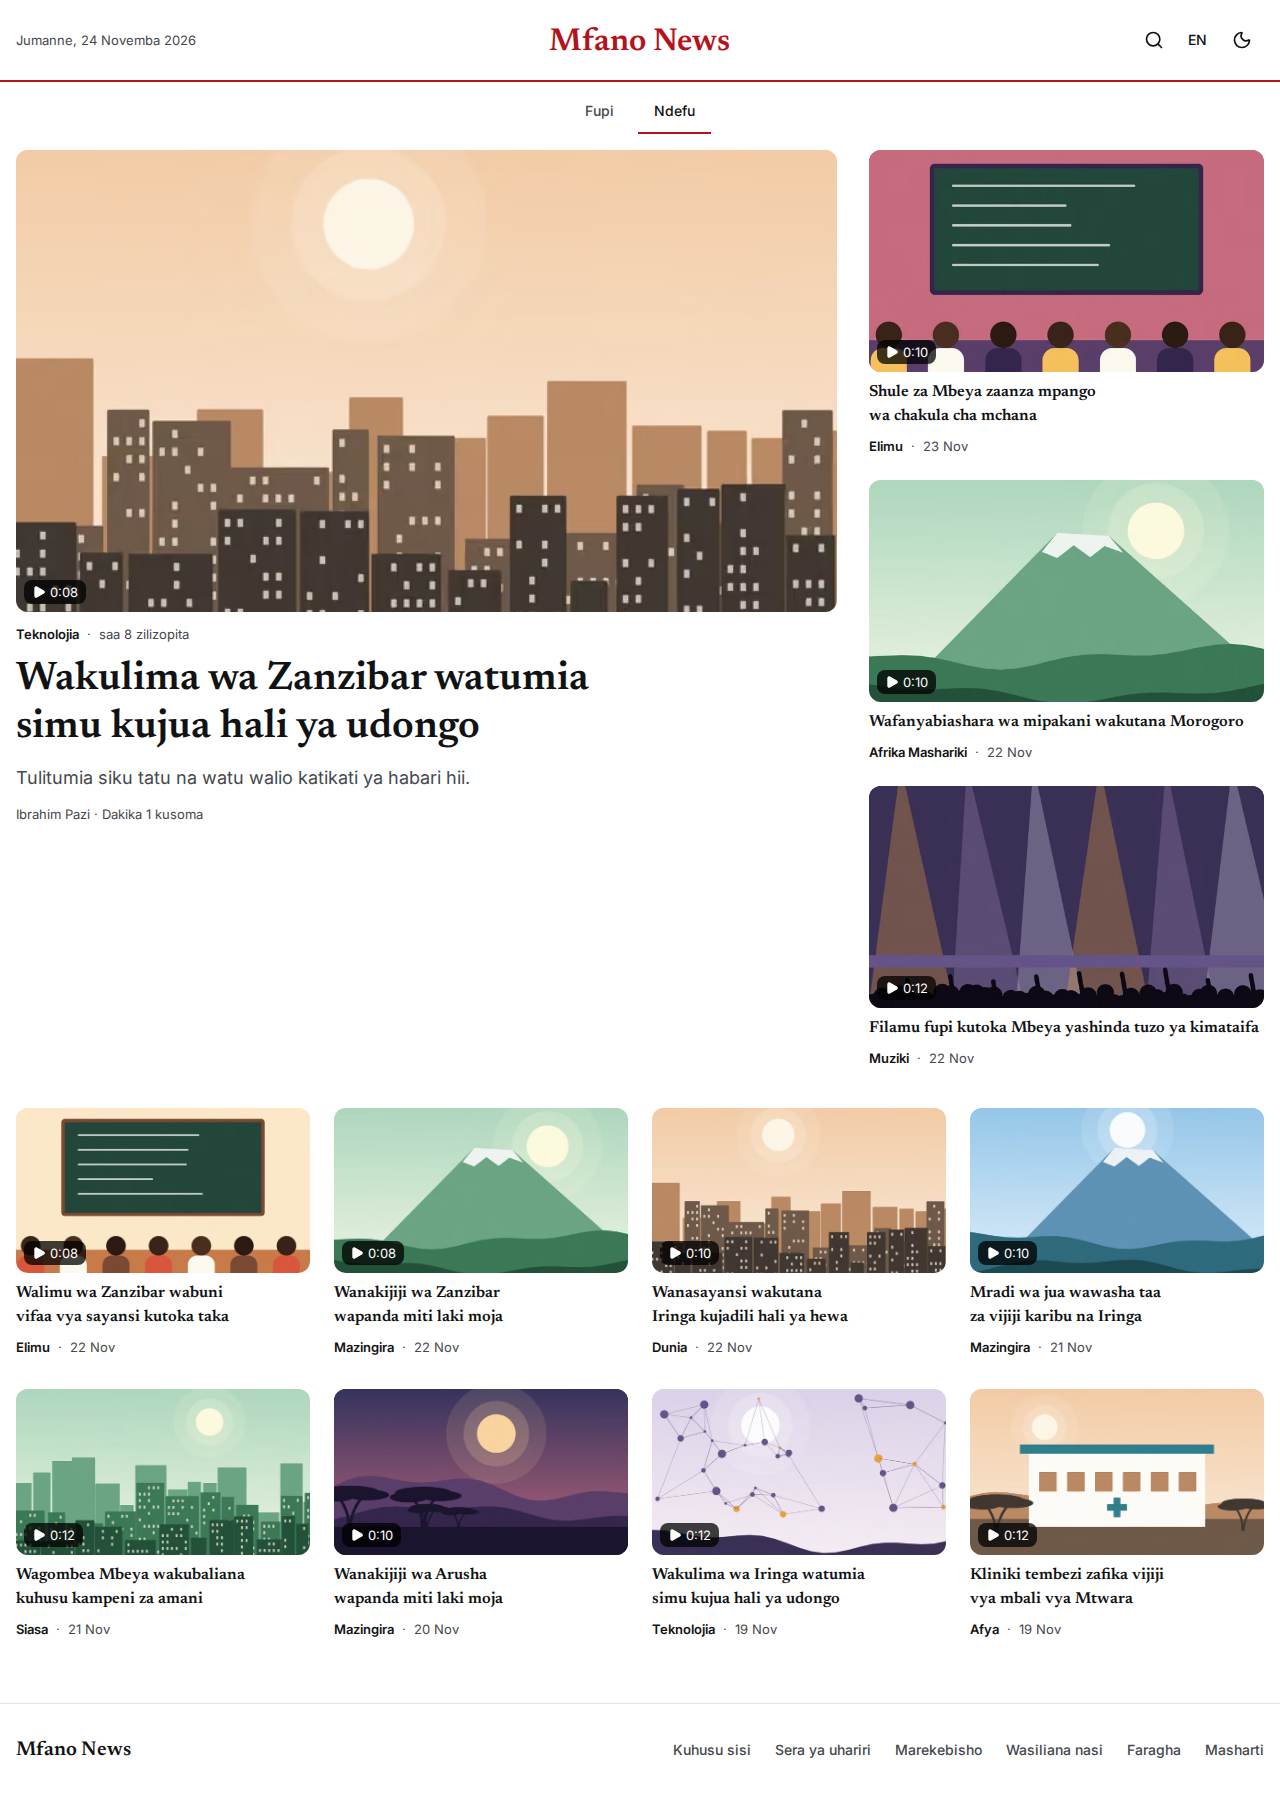 Jumanne, 24 Novemba 2026
Mfano News
EN
Fupi
Ndefu
0:08
Teknolojia · saa 8 zilizopita
Wakulima wa Zanzibar watumia
simu kujua hali ya udongo
Tulitumia siku tatu na watu walio katikati ya habari hii.
Ibrahim Pazi · Dakika 1 kusoma
0:10
Shule za Mbeya zaanza mpango
wa chakula cha mchana
Elimu · 23 Nov
0:10
Wafanyabiashara wa mipakani wakutana Morogoro
Afrika Mashariki · 22 Nov
0:12
Filamu fupi kutoka Mbeya yashinda tuzo ya kimataifa
Muziki · 22 Nov
0:08
Walimu wa Zanzibar wabuni
vifaa vya sayansi kutoka taka
Elimu · 22 Nov
0:08
Wanakijiji wa Zanzibar
wapanda miti laki moja
Mazingira · 22 Nov
0:10
Wanasayansi wakutana
Iringa kujadili hali ya hewa
Dunia · 22 Nov
0:10
Mradi wa jua wawasha taa
za vijiji karibu na Iringa
Mazingira · 21 Nov
0:12
Wagombea Mbeya wakubaliana
kuhusu kampeni za amani
Siasa · 21 Nov
0:10
Wanakijiji wa Arusha
wapanda miti laki moja
Mazingira · 20 Nov
0:12
Wakulima wa Iringa watumia
simu kujua hali ya udongo
Teknolojia · 19 Nov
0:12
Kliniki tembezi zafika vijiji
vya mbali vya Mtwara
Afya · 19 Nov
Mfano News
Kuhusu sisi
Sera ya uhariri
Marekebisho
Wasiliana nasi
Faragha
Masharti